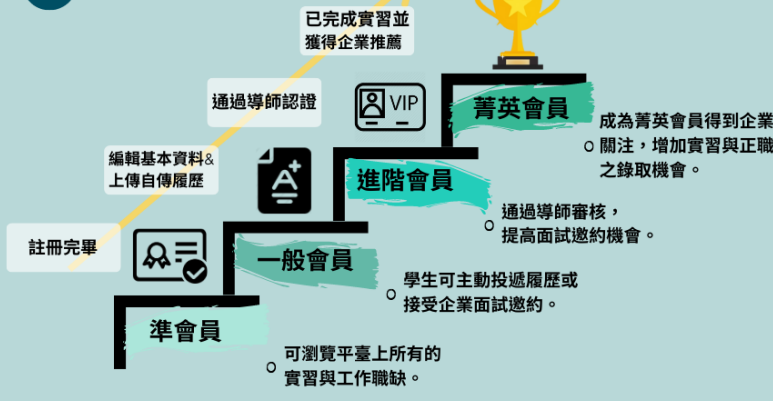 已完成實習並
獲得企業推薦
通過導師認證
VIP
菁英會員
成為菁英會員得到企業
關注，增加實習與正職
之錄取機會。
編輯基本資料&
上傳自傳履歷
A+
進階會員
通過導師審核，
提高面試邀約機會。
註冊完畢
一般會員
學生可主動投遞履歷或
接受企業面試邀約。
準會員
可瀏覽平臺上所有的
實習與工作職缺。